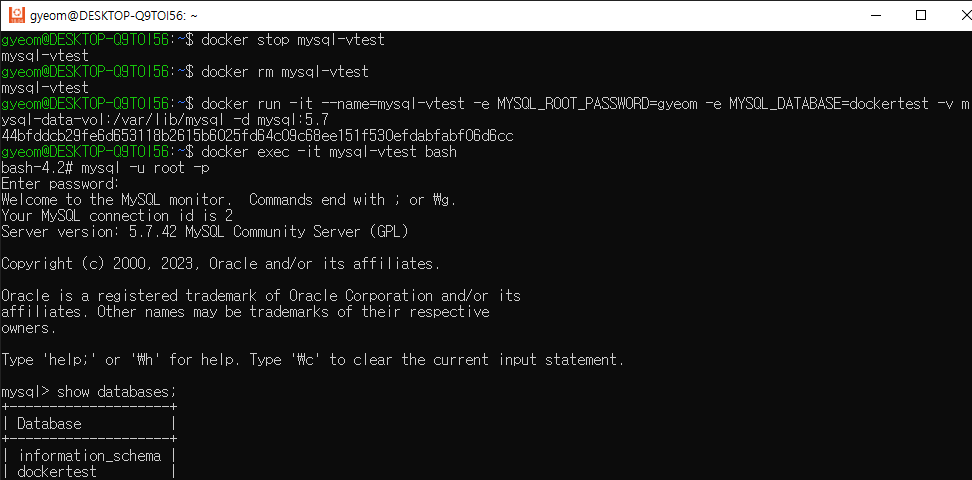 gyeom@DESKTOP-Q9TOI56: ~
gyeom@DESKTOP-Q9TOI56:~$ docker stop mysql-vtest
mysql-vtest
gyeom@DESKTOP-Q9TOI56:~$ docker rm mysql-vtest
mysql-vtest
gyeom@DESKTOP-Q9TOI56:~$ docker run -it --name=mysql-vtest -e MYSQL_ROOT_PASSWORD=gyeom -e MYSQL_DATABASE=dockertest -v m
ysql-data-vol:/var/lib/mysql -d mysql:5.7
44bfddcb29fe6d653118b2615b6025fd64c09c68ee151f530efdabfabf06d6cc
gyeom@DESKTOP-Q9TOI56:~$ docker exec -it mysql-vtest bash
bash-4.2# mysql -u root -p
Enter password:
Welcome to the MySQL monitor.  Commands end with ; or ₩g.
Your MySQL connection id is 2
Server version: 5.7.42 MySQL Community Server (GPL)
Copyright (c) 2000, 2023, Oracle and/or its affiliates.
Oracle is a registered trademark of Oracle Corporation and/or its
affiliates. Other names may be trademarks of their respective
owners.
Type 'help;' or '₩h' for help. Type '₩c' to clear the current input statement.
mysql> show databases;
+--------------------+
| Database           |
+--------------------+
| information_schema |
| dockertest         |